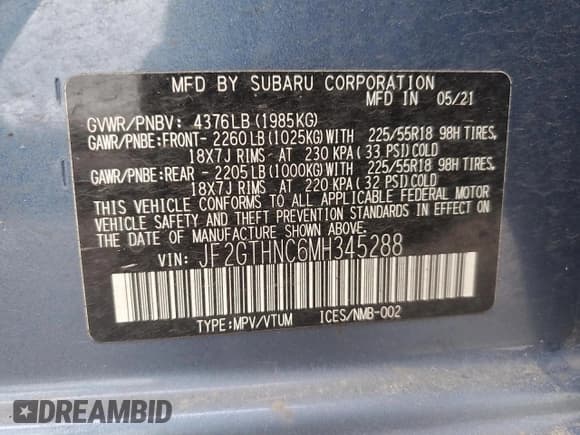 MFD BY SUBARU CORPORATION
MFD IN 05/21
GVWR/PNBV: 4376LB(1985KG)
GAWR/PNBE:FRONT- 2260LB(1025KG)WITH 225/55R18 98H TIRES,
18X7J RIMS AT 230 KPA(33 PSI)COLD
GAWR/PNBE:REAR - 2205LB(1000KG)WITH 225/55R18 98H TIRES,
18X7J RIMS AT 220 KPA(32 PSI)COLD
THIS VEHICLE CONFORMS TO ALL APPLICABLE FEDERAL MOTOR
VEHICLE SAFETY AND THEFT PREVENTION STANDARDS IN EFFECT ON
THE DATE OF MANUFACTURE SHOWN ABOVE.
VIN: JF2GTHNC6MH345288
TYPE:MPV/VTUM ICES/NMB-002
DREAMBID